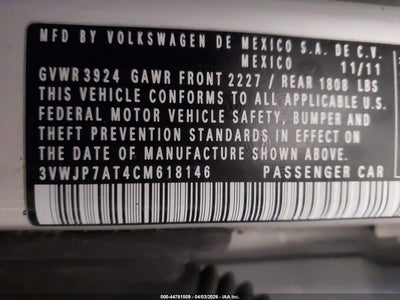 MFD BY VOLKSWAGEN DE MEXICO S.A. DE C.V.
MEXICO 11/11
GVWR 3924 GAWR FRONT 2227 / REAR 1808 LBS
THIS VEHICLE CONFORMS TO ALL APPLICABLE U.S.
FEDERAL MOTOR VEHICLE SAFETY, BUMPER AND
THEFT PREVENTION STANDARDS IN EFFECT ON
THE DATE OF MANUFACTURE SHOWN ABOVE.
3VWJP7AT4CM618146 PASSENGER CAR
000-44761509 - 04/03/2026 - IAA Inc.